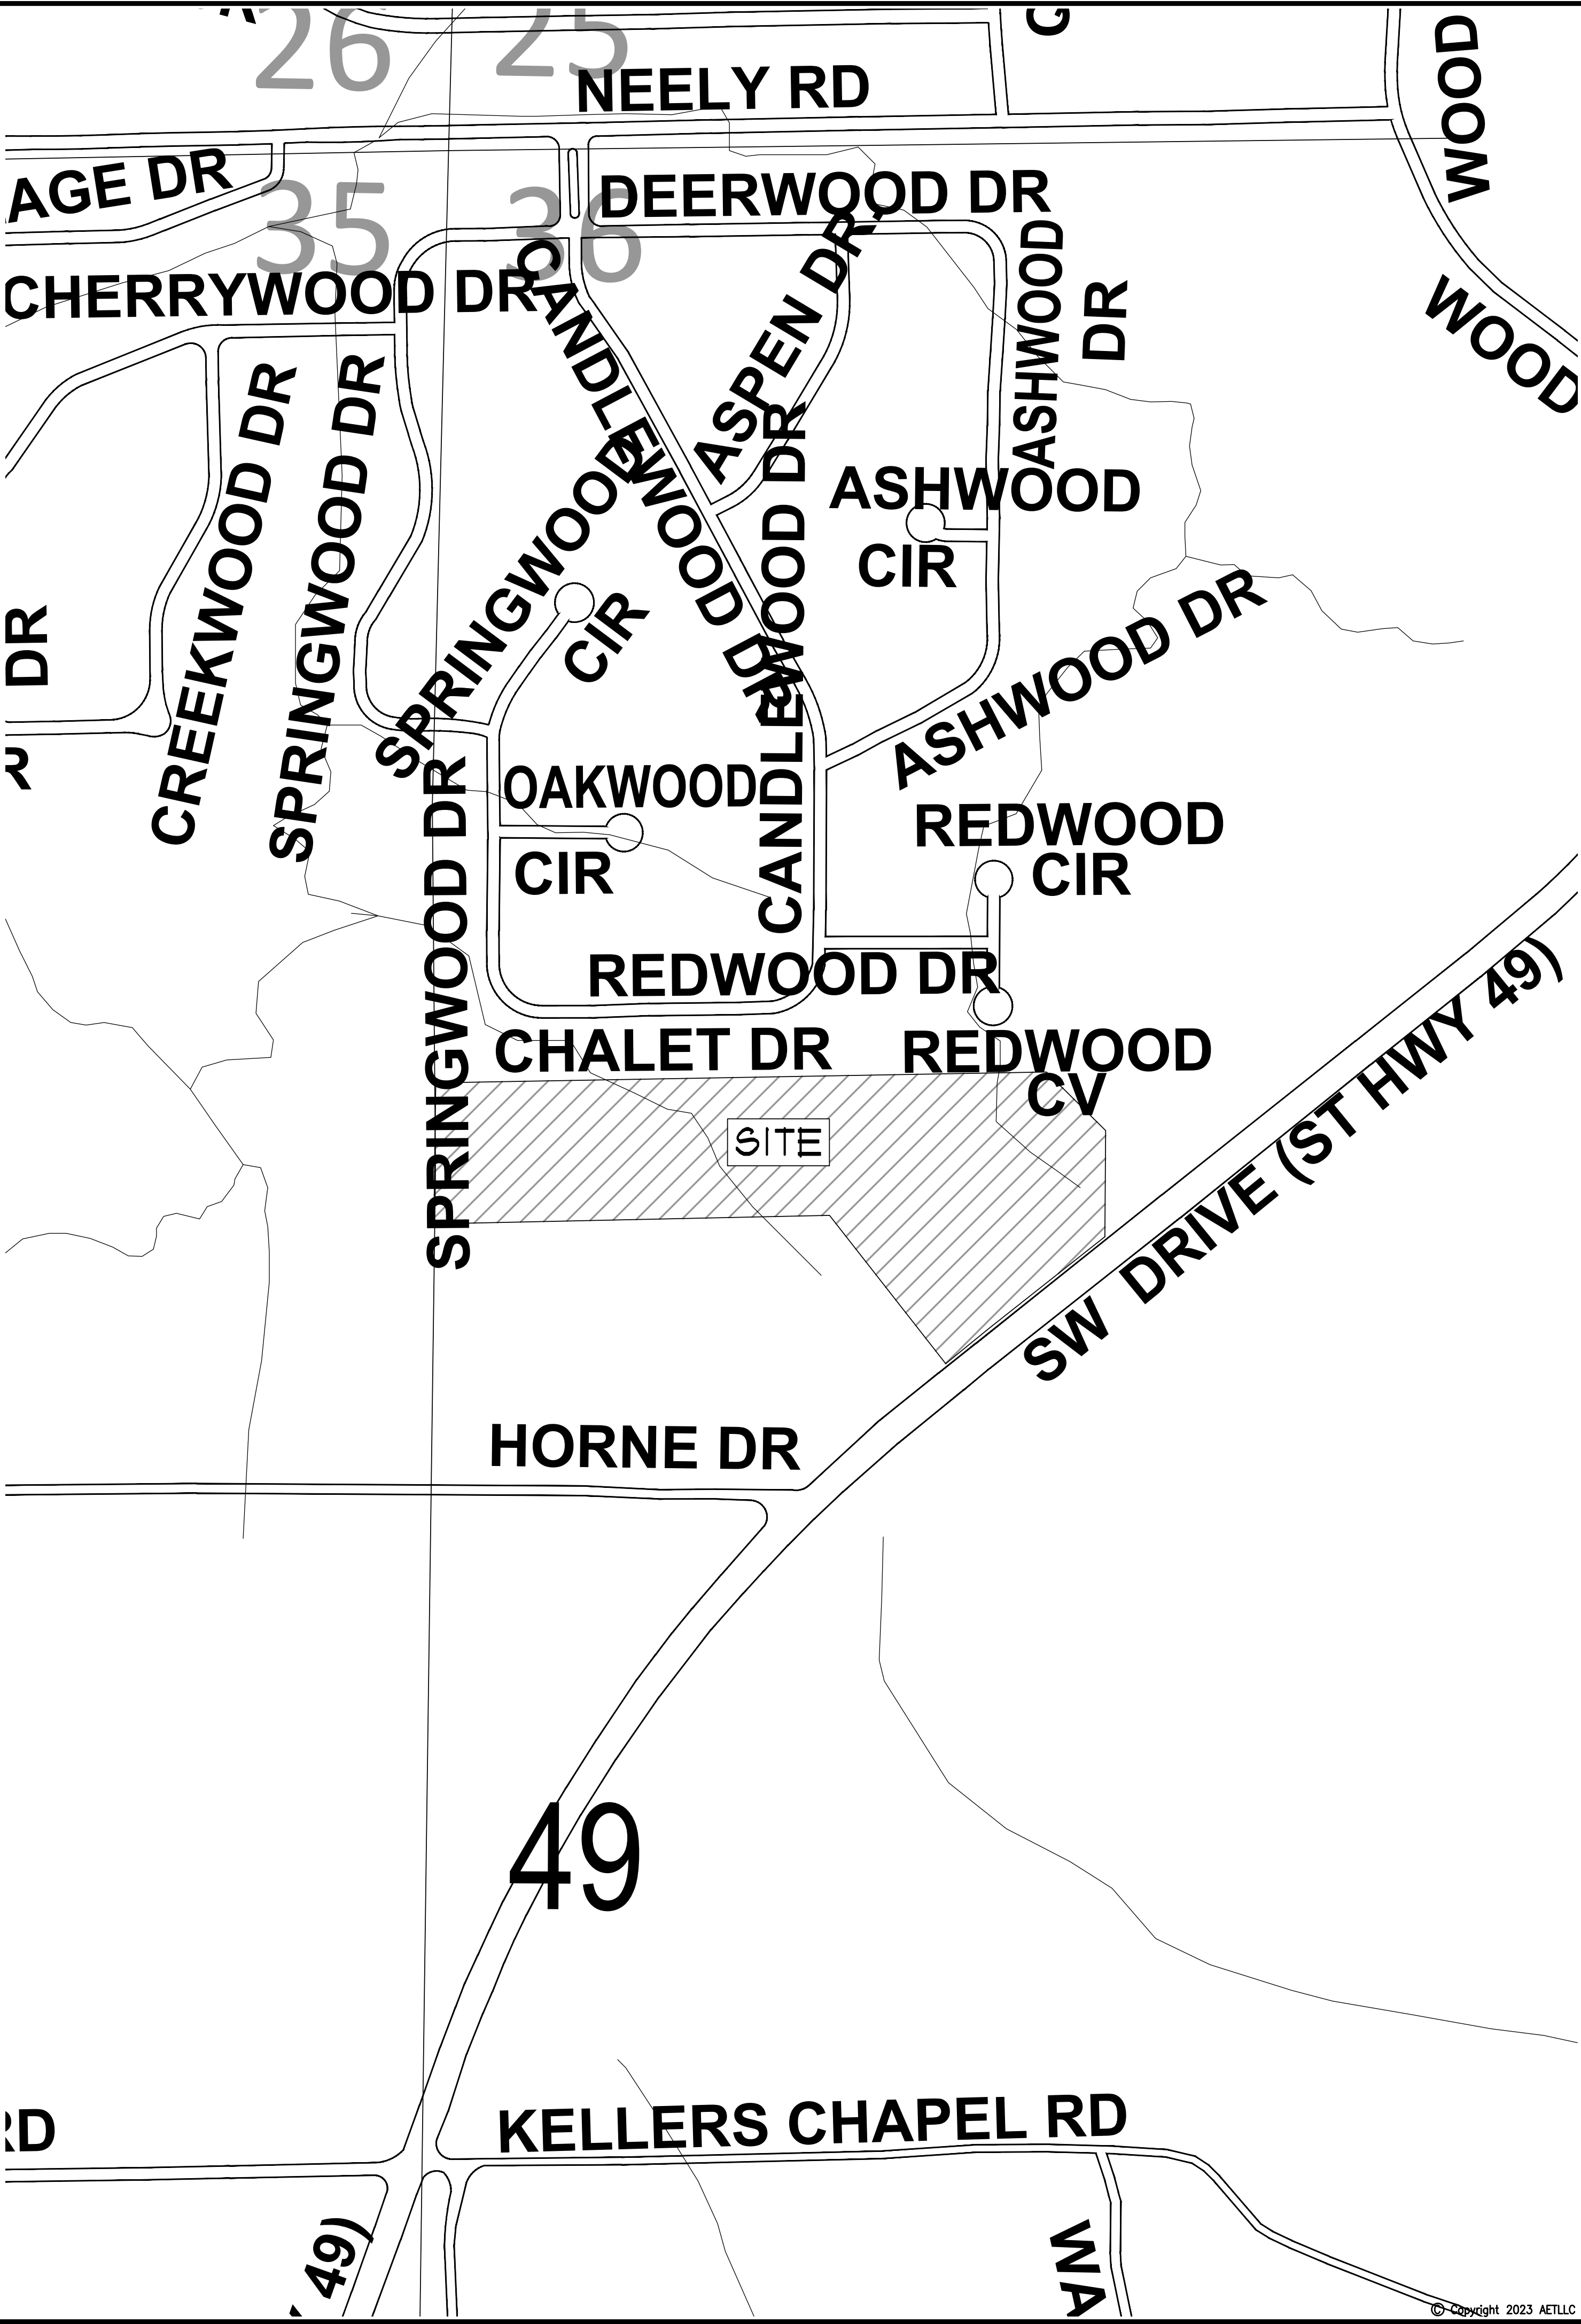 26
25
G
NEELY RD
WOOD
AGE DR
35
36
DEERWOOD DR
CHERRYWOOD DR
CANDLEWOOD DR
ASPEN DR.
ASHWOOD
DR
WOOD
CREEKWOOD DR
SPRINGWOOD DR
SPRINGWOOD
CIR
CANDLEWOOD DR
ASHWOOD
CIR
DR
ASHWOOD DR
R
OAKWOOD
CIR
SPRINGWOOD DR
REDWOOD
CIR
REDWOOD DR
CHALET DR
REDWOOD
CV
SITE
SW DRIVE (ST HWY 49)
HORNE DR
49
RD
KELLERS CHAPEL RD
49)
WA
© Copyright 2023 AETLLC